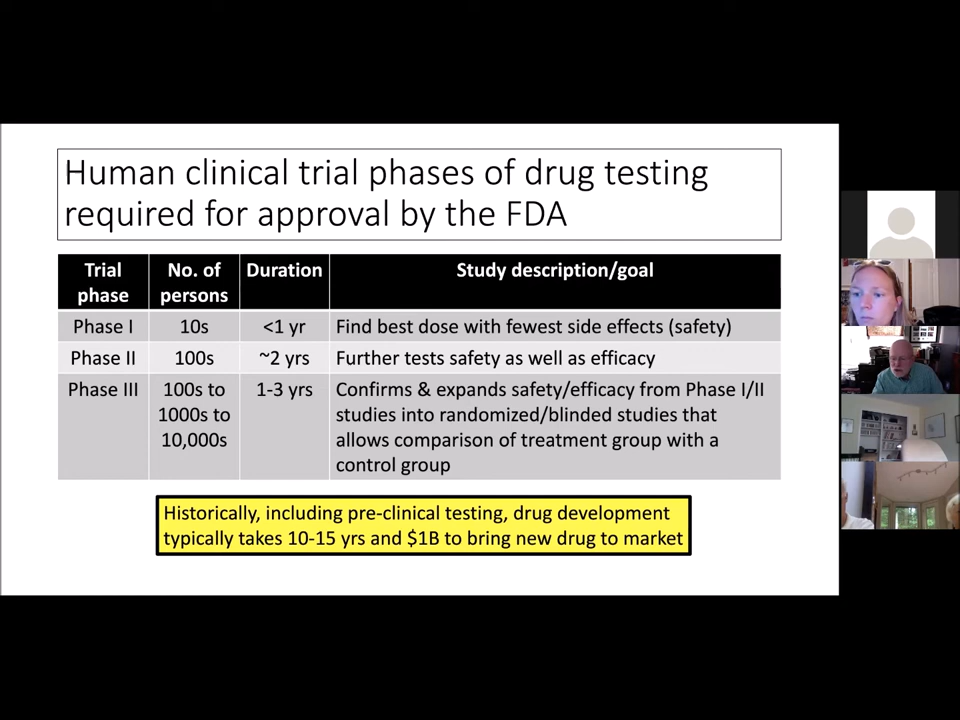 Human clinical trial phases of drug testing
required for approval by the FDA
Trial phase No. of persons Duration Study description/goal
Phase I 10s <1 yr Find best dose with fewest side effects (safety)
Phase II 100s ~2 yrs Further tests safety as well as efficacy
Phase III 100s to 1-3 yrs Confirms & expands safety/efficacy from Phase I/II
1000s to studies into randomized/blinded studies that
10,000s allows comparison of treatment group with a
control group
Historically, including pre-clinical testing, drug development
typically takes 10-15 yrs and $1B to bring new drug to market